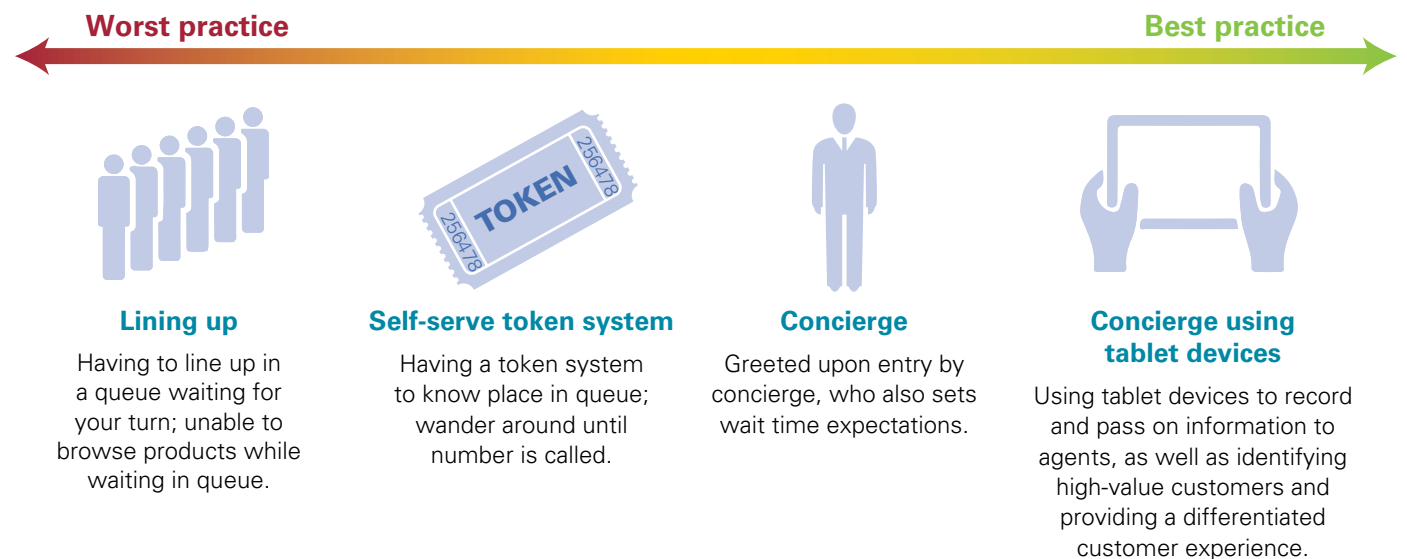 Worst practice
Best practice
256478
TOKEN
256478
Lining up
Having to line up in
a queue waiting for
your turn; unable to
browse products while
waiting in queue.
Self-serve token system
Having a token system
to know place in queue;
wander around until
number is called.
Concierge
Greeted upon entry by
concierge, who also sets
wait time expectations.
Concierge using
tablet devices
Using tablet devices to record
and pass on information to
agents, as well as identifying
high-value customers and
providing a differentiated
customer experience.